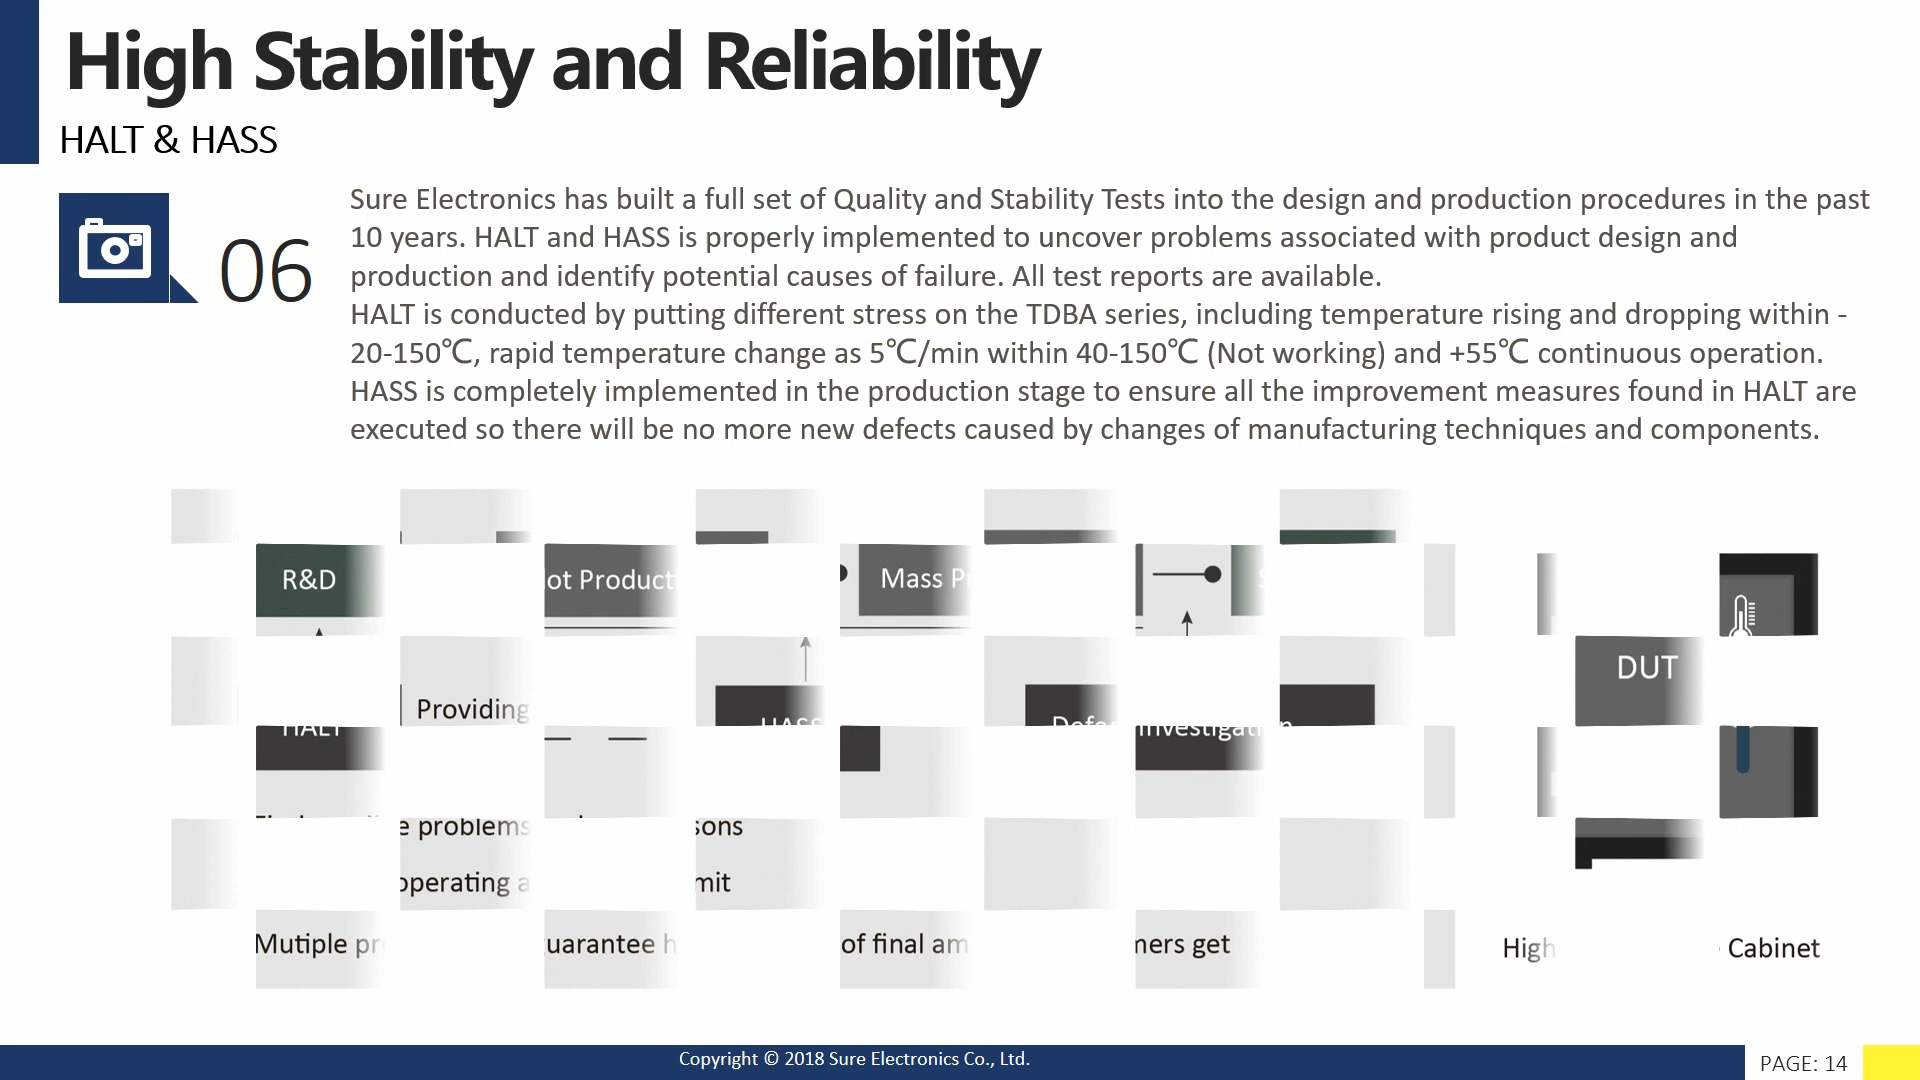 High Stability and Reliability
HALT & HASS
06
Sure Electronics has built a full set of Quality and Stability Tests into the design and production procedures in the past
10 years. HALT and HASS is properly implemented to uncover problems associated with product design and
production and identify potential causes of failure. All test reports are available.
HALT is conducted by putting different stress on the TDBA series, including temperature rising and dropping within -
20-150℃, rapid temperature change as 5℃/min within 40-150℃ (Not working) and +55℃ continuous operation.
HASS is completely implemented in the production stage to ensure all the improvement measures found in HALT are
executed so there will be no more new defects caused by changes of manufacturing techniques and components.
R&D
Mass
DUT
Providing
HALT
HASS
problems
operating
Mutiple
of final
get
High Cabinet
Copyright © 2018 Sure Electronics Co., Ltd.
PAGE: 14